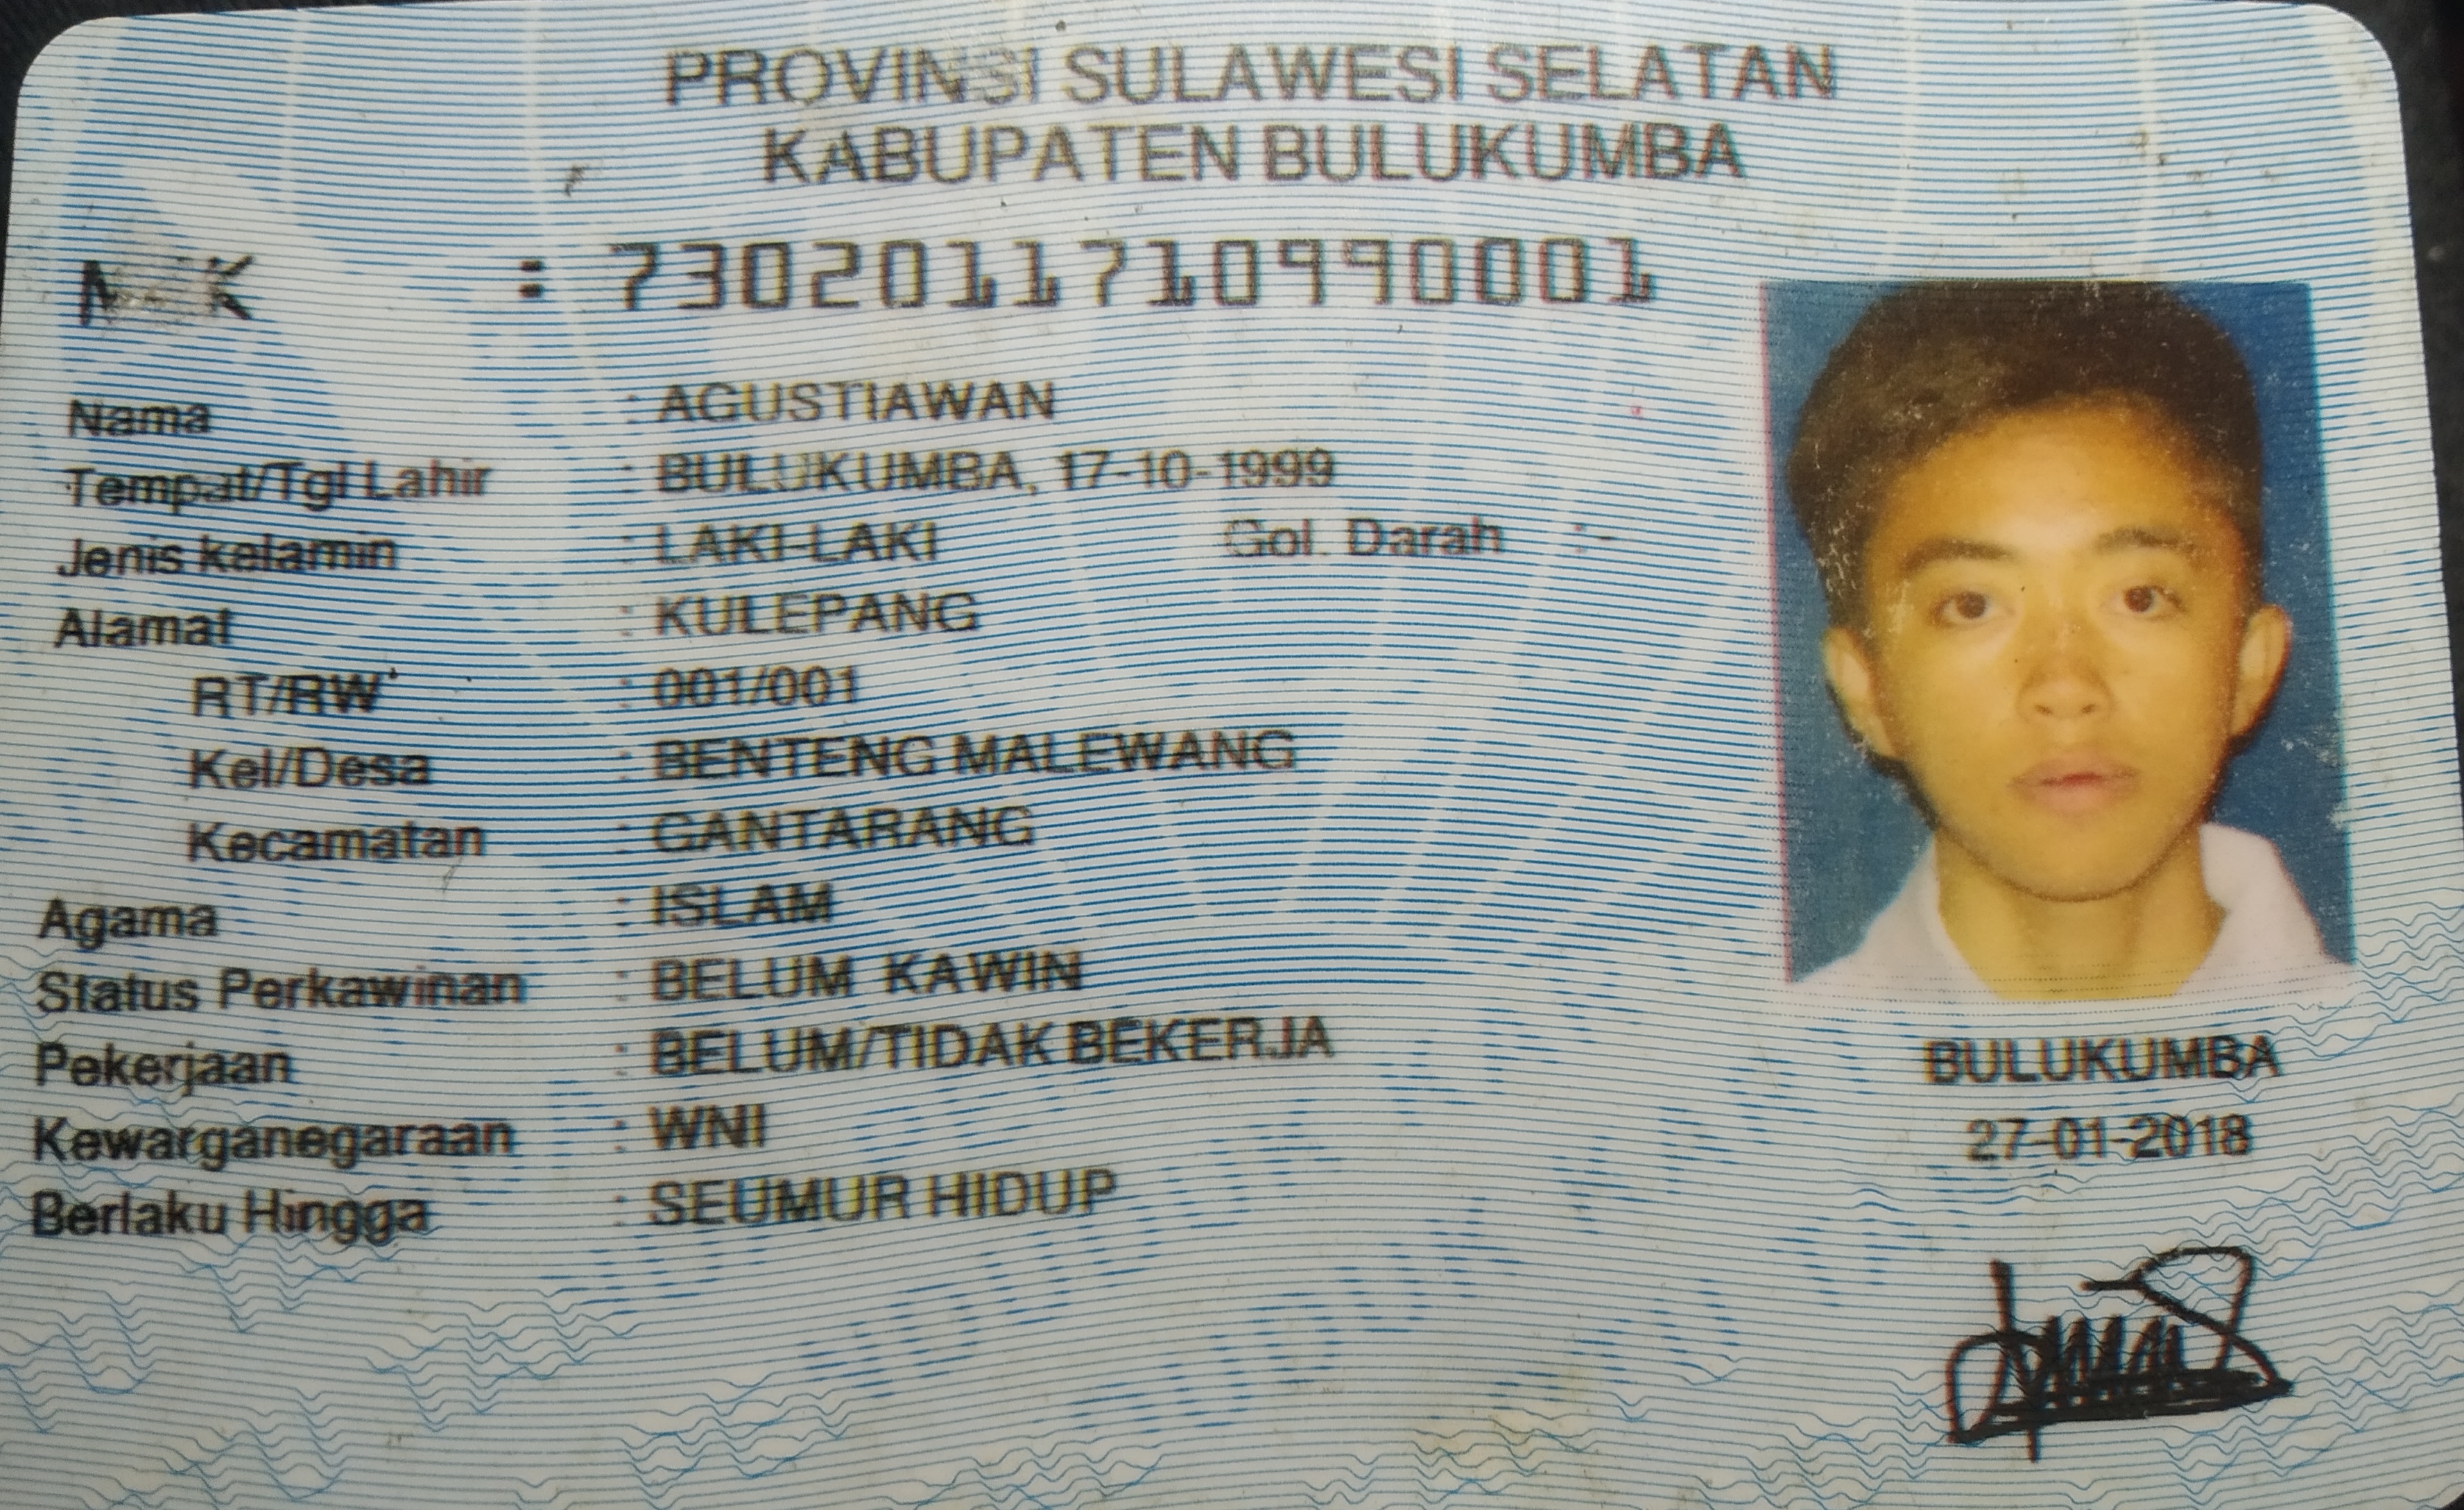 PROVINSI SULAWESI SELATAN
KABUPATEN BULUKUMBA
NIK : 7302011710990001
Nama : AGUSTIAWAN
Tempat/Tgl Lahir : BULUKUMBA, 17-10-1999
Jenis kelamin : LAKI-LAKI Gol. Darah :-
Alamat : KULEPANG
RT/RW : 001/001
Kel/Desa : BENTENG MALEWANG
Kecamatan : GANTARANG
Agama : ISLAM
Status Perkawinan : BELUM KAWIN
Pekerjaan : BELUM/TIDAK BEKERJA
Kewarganegaraan : WNI
Berlaku Hingga : SEUMUR HIDUP
BULUKUMBA
27-01-2018